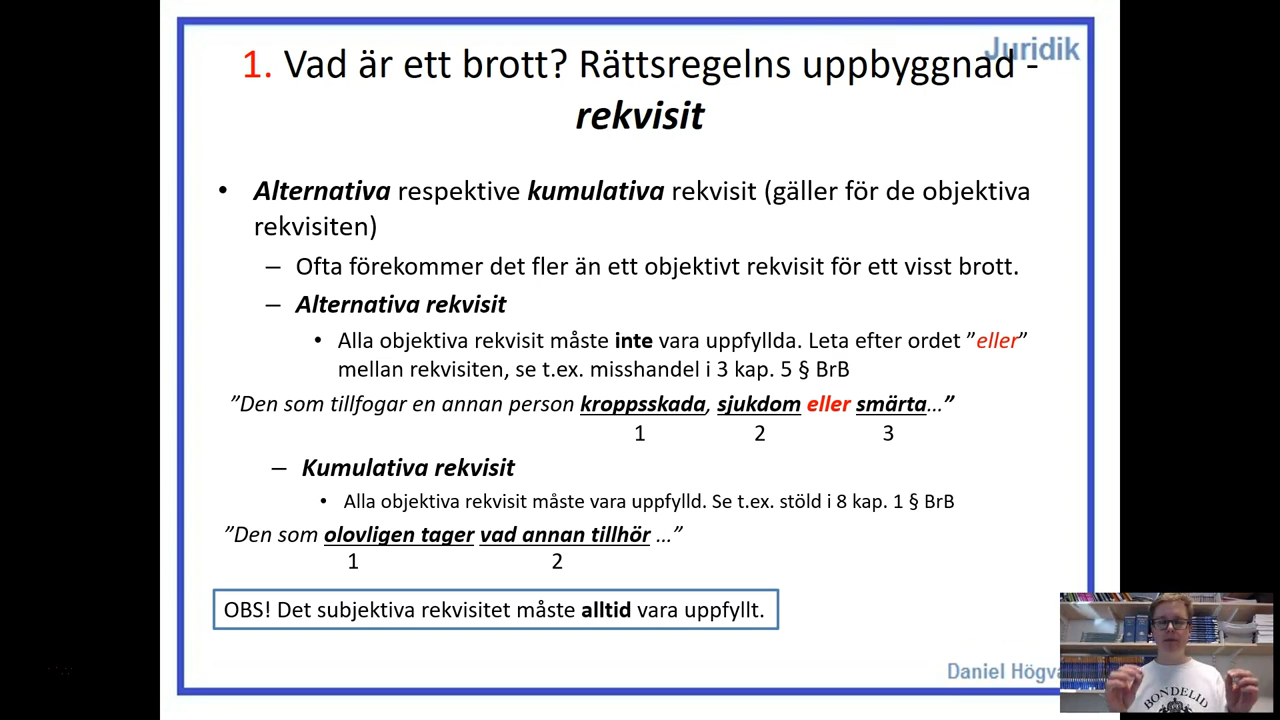 Juridik
1. Vad är ett brott? Rättsregelns uppbyggnad -
rekvisit
• Alternativa respektive kumulativa rekvisit (gäller för de objektiva
rekvisiten)
– Ofta förekommer det fler än ett objektivt rekvisit för ett visst brott.
– Alternativa rekvisit
• Alla objektiva rekvisit måste inte vara uppfyllda. Leta efter ordet ”eller”
mellan rekvisiten, se t.ex. misshandel i 3 kap. 5 § BrB
”Den som tillfogar en annan person kroppsskada, sjukdom eller smärta…”
1 2 3
– Kumulativa rekvisit
• Alla objektiva rekvisit måste vara uppfylld. Se t.ex. stöld i 8 kap. 1 § BrB
”Den som olovligen tager vad annan tillhör …”
1 2
OBS! Det subjektiva rekvisitet måste alltid vara uppfyllt.
Daniel Högva
BONDELID